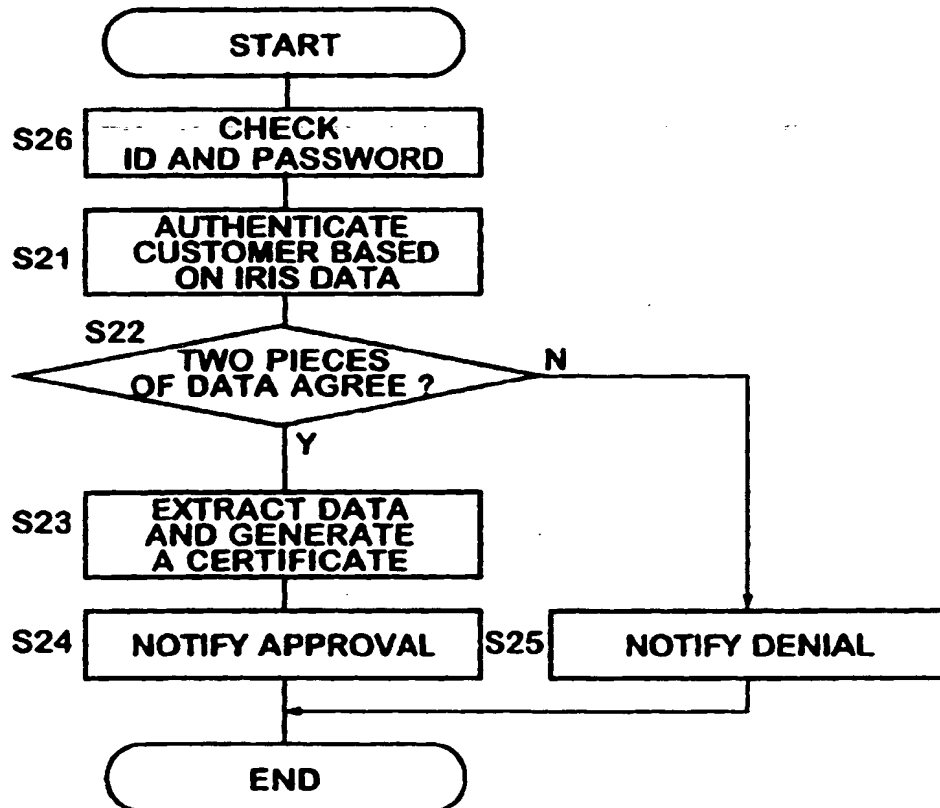 START
S26
CHECK
ID AND PASSWORD
S21
AUTHENTICATE
CUSTOMER BASED
ON IRIS DATA
S22
TWO PIECES
OF DATA AGREE ?
N
Y
S23
EXTRACT DATA
AND GENERATE
A CERTIFICATE
S24
NOTIFY APPROVAL
S25
NOTIFY DENIAL
END